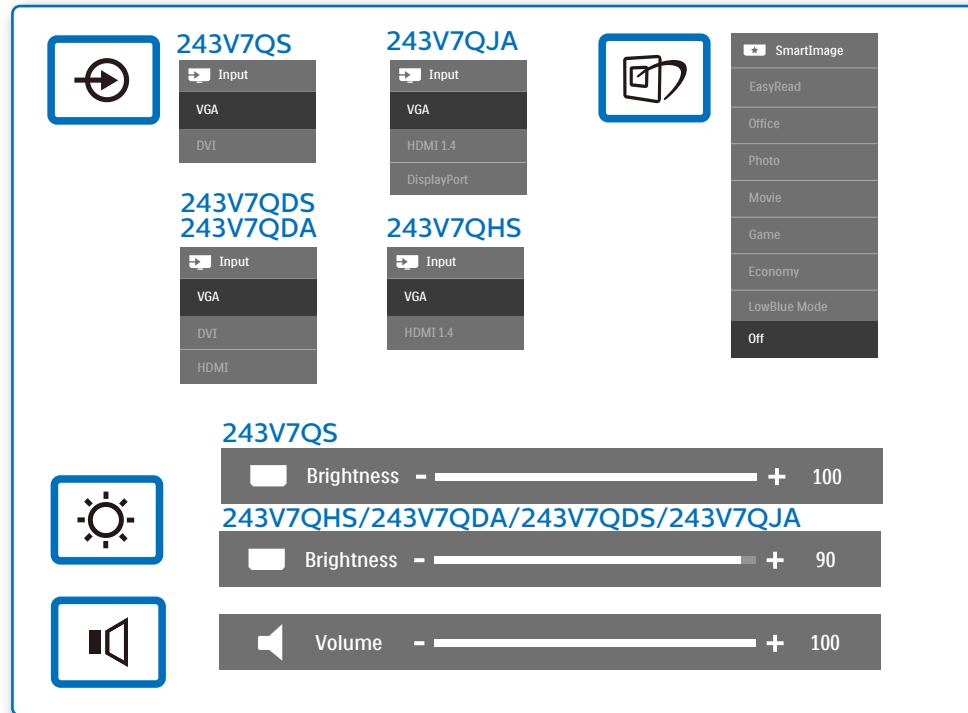 243V7QS
Input
VGA
DVI
243V7QJA
Input
VGA
HDMI 1.4
DisplayPort
SmartImage
EasyRead
Office
Photo
Movie
Game
Economy
LowBlue Mode
Off
243V7QDS
243V7QDA
Input
VGA
DVI
HDMI
243V7QHS
Input
VGA
HDMI 1.4
243V7QS
Brightness - + 100
243V7QHS/243V7QDA/243V7QDS/243V7QJA
Brightness - + 90
Volume - + 100